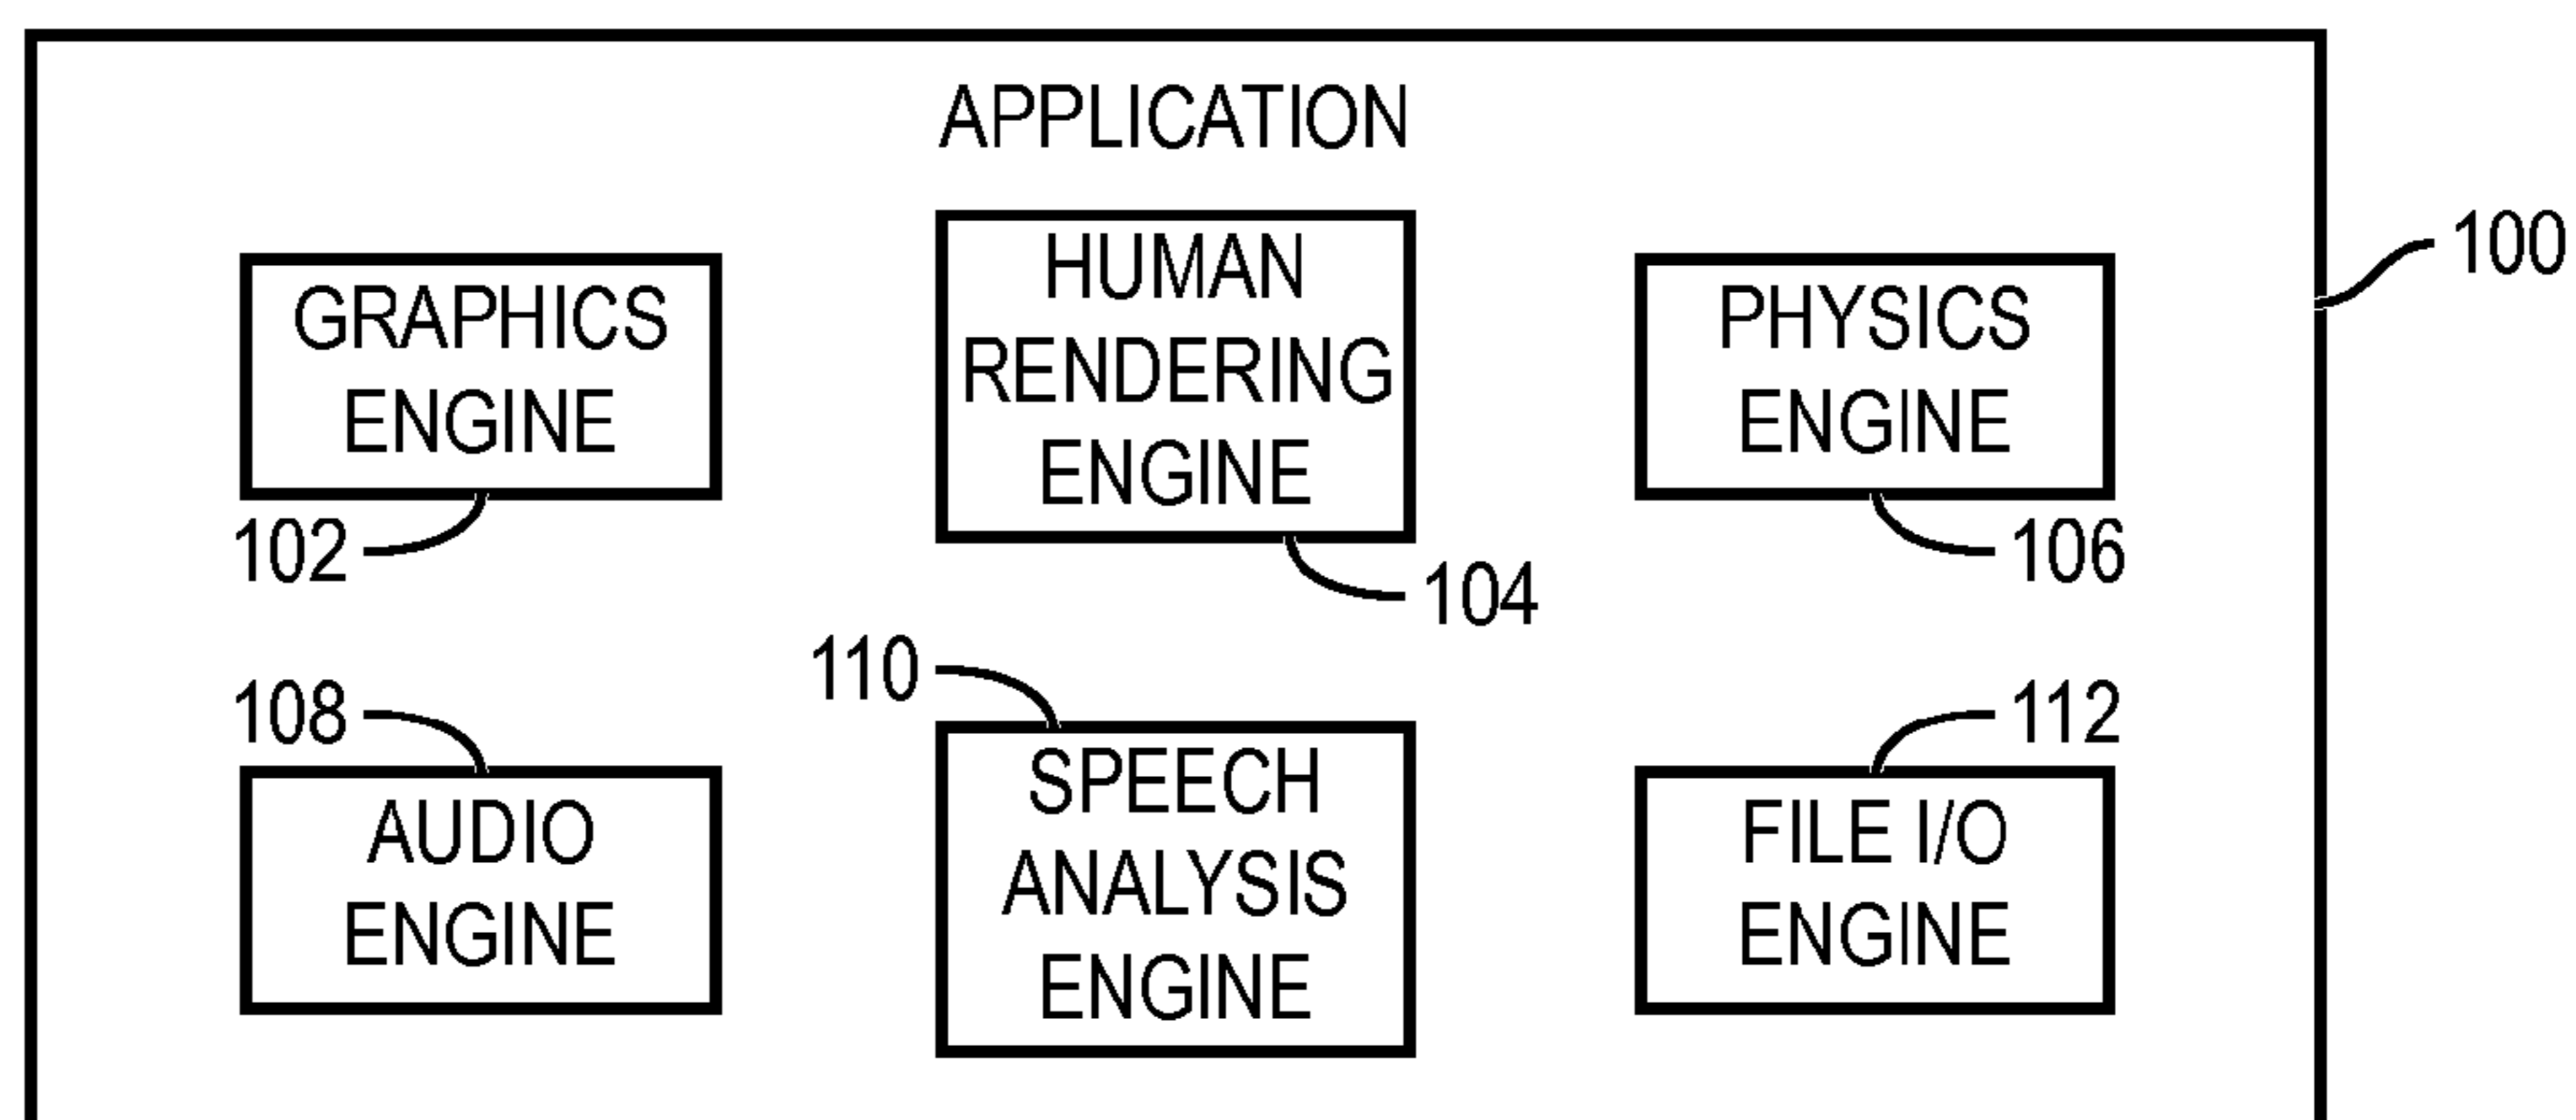 APPLICATION
100
GRAPHICS
ENGINE
102
HUMAN
RENDERING
ENGINE
104
PHYSICS
ENGINE
106
108
AUDIO
ENGINE
110
SPEECH
ANALYSIS
ENGINE
112
FILE I/O
ENGINE